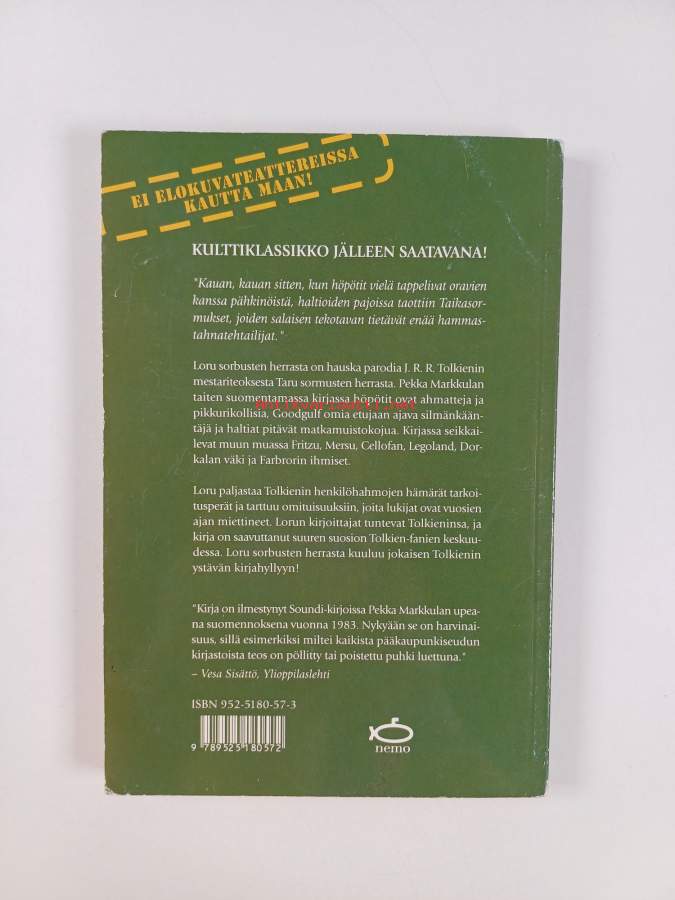 EI ELOKUVATEATTEREISSA
KAUTTA MAAN!
KULTTIKLASSIKKO JÄLLEEN SAATAVANA!
"Kauan, kauan sitten, kun höpötit vielä tappelivat oravien
kanssa pähkinöistä, haltioiden pajoissa taottiin Taikasor-
mukset, joiden salaisen tekotavan tietävät enää hammas-
tahnatehtailijat."
Loru sorbusten herrasta on hauska parodia J. R. R. Tolkienin
mestariteoksesta Taru sormusten herrasta. Pekka Markkulan
taiten suomentamassa kirjassa höpötit ovat ahmatteja ja
pikkurikollisia, Goodgulf omia etujaan ajava silmänkään-
täjä ja haltiat pitävät matkamuistokojua. Kirjassa seikkai-
levat muun muassa Fritzu, Mersu, Cellofan, Legoland, Dor-
kalan väki ja Farbrorin ihmiset.
Loru paljastaa Tolkienin henkilöhahmojen hämärät tarkoi-
tusperät ja tarttuu omituisuuksiin, joita lukijat ovat vuosien
ajan miettineet. Lorun kirjoittajat tuntevat Tolkieninsa, ja
kirja on saavuttanut suuren suosion Tolkien-fanien keskuu-
dessa. Loru sorbusten herrasta kuuluu jokaisen Tolkienin
ystävän kirjahyllyyn!
"Kirja on ilmestynyt Soundi-kirjoissa Pekka Markkulan upea-
na suomennoksena vuonna 1983. Nykyään se on harvinai-
suus, sillä esimerkiksi miltei kaikista pääkaupunkiseudun
kirjastoista teos on pöllitty tai poistettu puhki luettuna."
– Vesa Sisättö, Ylioppilaslehti
ISBN 952-5180-57-3
9 789525 180572
nemo